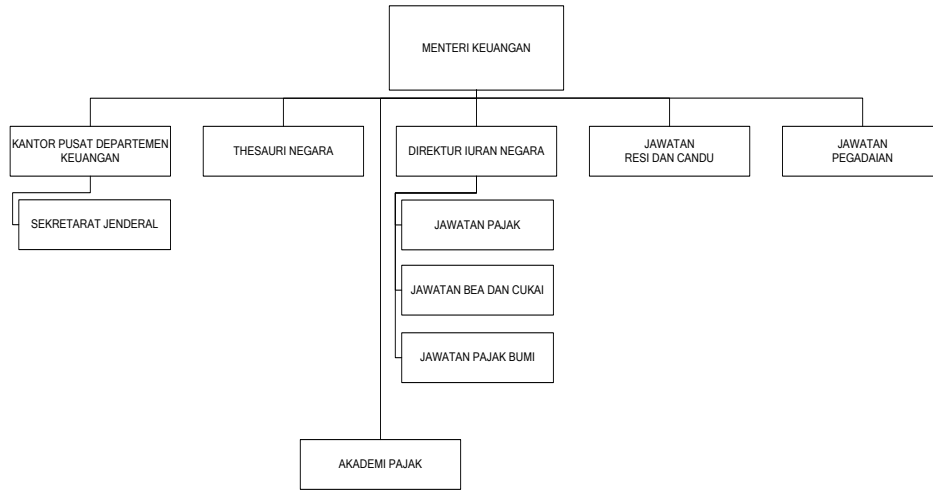 MENTERI KEUANGAN
KANTOR PUSAT DEPARTEMEN
KEUANGAN
THESAURI NEGARA
DIREKTUR IURAN NEGARA
JAWATAN
RESI DAN CANDU
JAWATAN
PEGADAIAN
SEKRETARAT JENDERAL
JAWATAN PAJAK
JAWATAN BEA DAN CUKAI
JAWATAN PAJAK BUMI
AKADEMI PAJAK